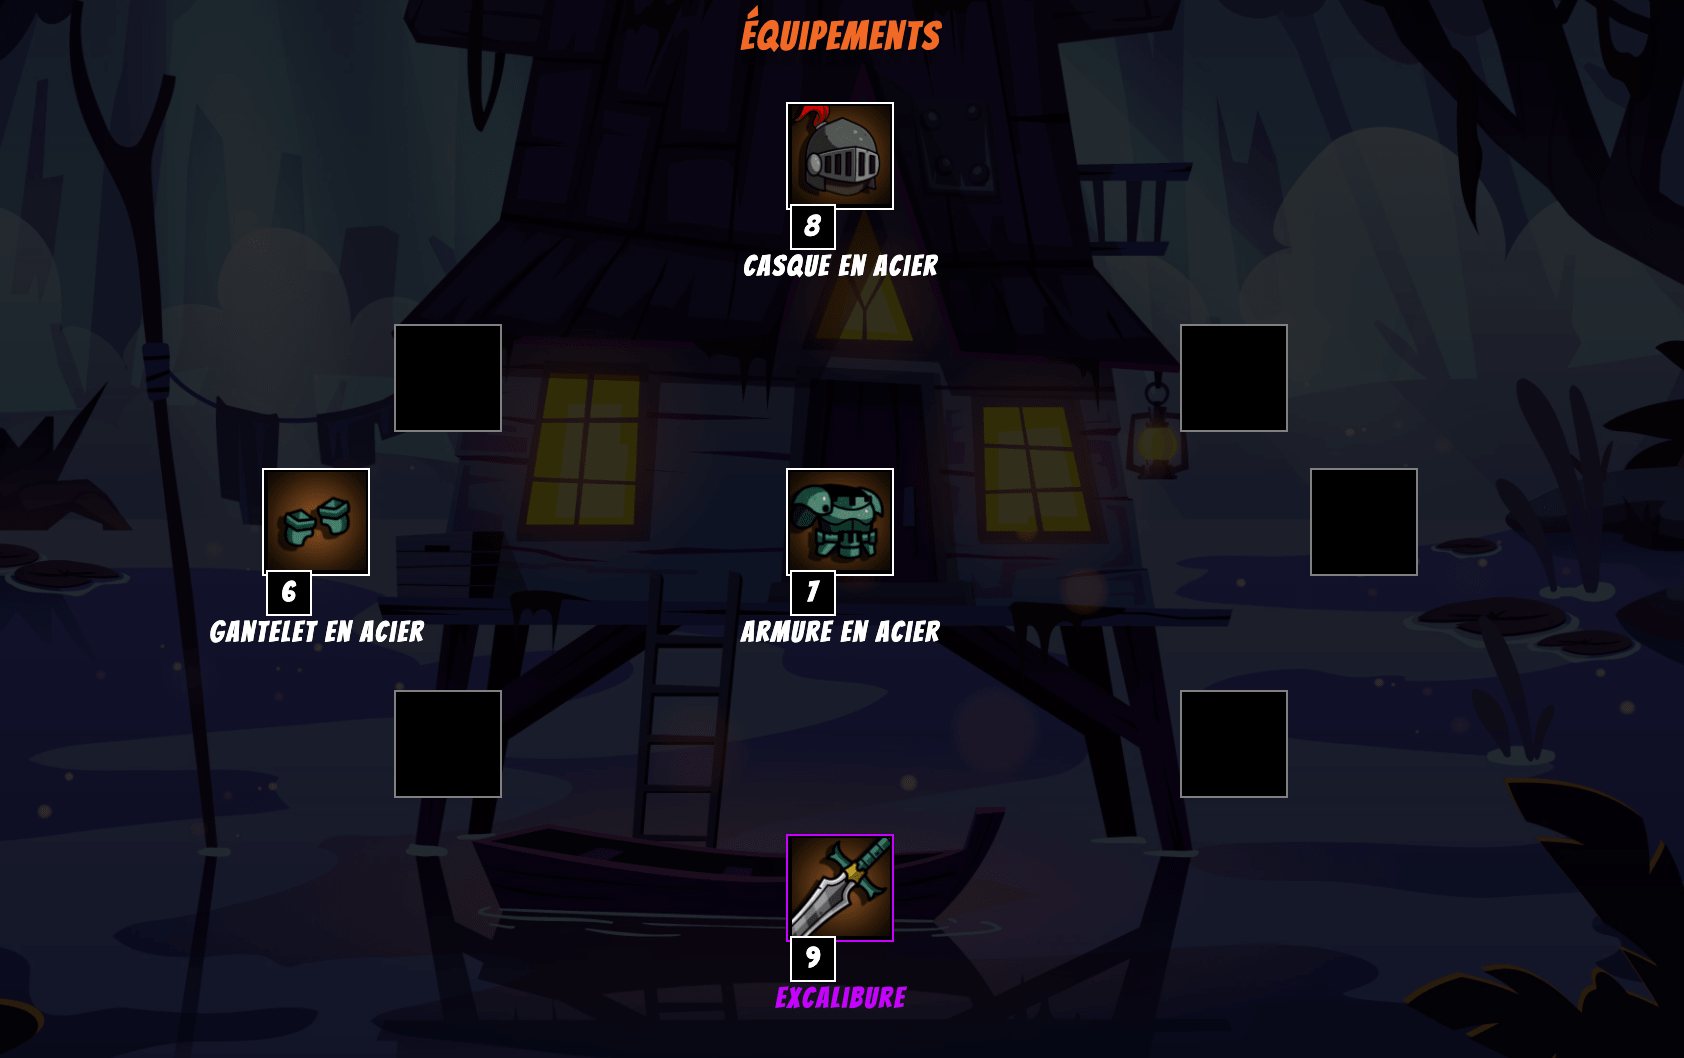 ÉQUIPEMENTS
8
CASQUE EN ACIER
6
GANTELET EN ACIER
7
ARMURE EN ACIER
9
EXCALIBURE